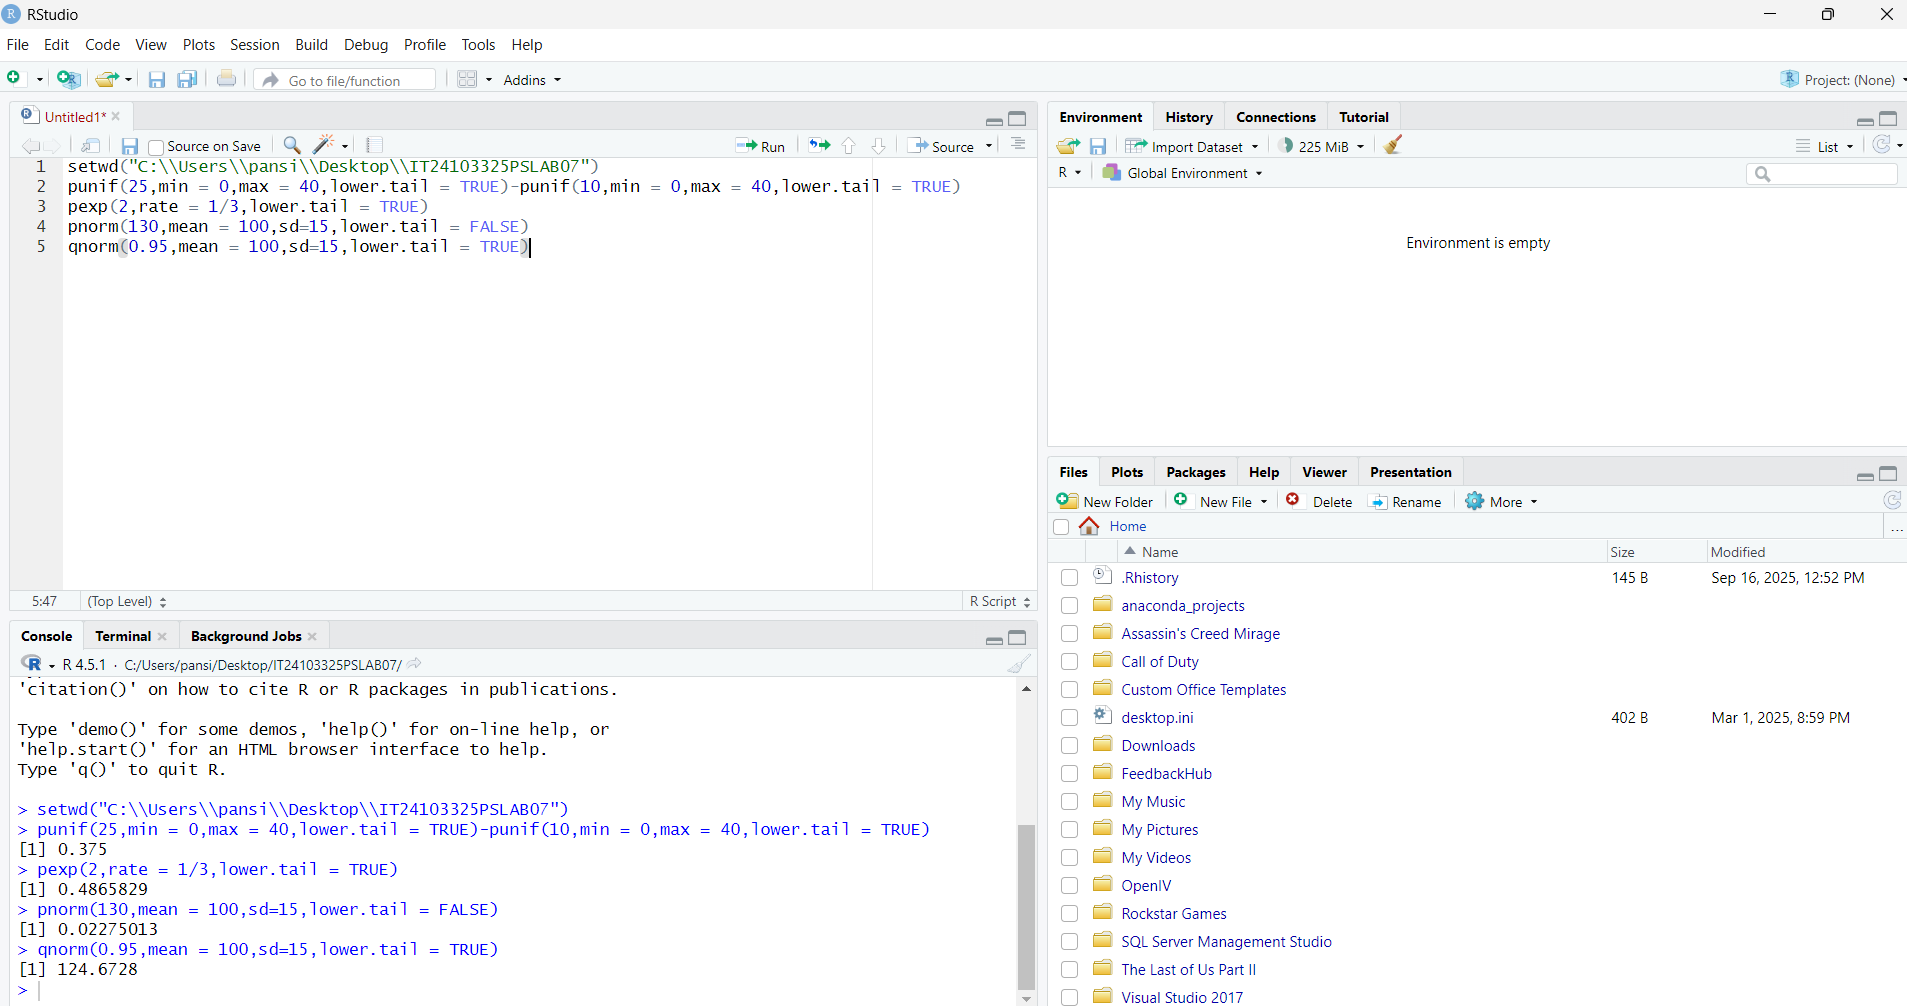 RStudio
File Edit Code View Plots Session Build Debug Profile Tools Help
Go to file/function Addins Project: (None)
Untitled1*
Source on Save Run Source
1 setwd("C:\\Users\\pansi\\Desktop\\IT24103325PSLAB07")
2 punif(25,min = 0,max = 40,lower.tail = TRUE)-punif(10,min = 0,max = 40,lower.tail = TRUE)
3 pexp(2,rate = 1/3,lower.tail = TRUE)
4 pnorm(130,mean = 100,sd=15,lower.tail = FALSE)
5 qnorm(0.95,mean = 100,sd=15,lower.tail = TRUE)
5:47 (Top Level) R Script
Console Terminal Background Jobs
R 4.5.1 · C:/Users/pansi/Desktop/IT24103325PSLAB07/
'citation()' on how to cite R or R packages in publications.
Type 'demo()' for some demos, 'help()' for on-line help, or
'help.start()' for an HTML browser interface to help.
Type 'q()' to quit R.
> setwd("C:\\Users\\pansi\\Desktop\\IT24103325PSLAB07")
> punif(25,min = 0,max = 40,lower.tail = TRUE)-punif(10,min = 0,max = 40,lower.tail = TRUE)
[1] 0.375
> pexp(2,rate = 1/3,lower.tail = TRUE)
[1] 0.4865829
> pnorm(130,mean = 100,sd=15,lower.tail = FALSE)
[1] 0.02275013
> qnorm(0.95,mean = 100,sd=15,lower.tail = TRUE)
[1] 124.6728
>
Environment History Connections Tutorial
Import Dataset 225 MiB List
R Global Environment
Environment is empty
Files Plots Packages Help Viewer Presentation
New Folder New File Delete Rename More
Home ...
Name Size Modified
.Rhistory 145 B Sep 16, 2025, 12:52 PM
anaconda_projects
Assassin's Creed Mirage
Call of Duty
Custom Office Templates
desktop.ini 402 B Mar 1, 2025, 8:59 PM
Downloads
FeedbackHub
My Music
My Pictures
My Videos
OpenIV
Rockstar Games
SQL Server Management Studio
The Last of Us Part II
Visual Studio 2017